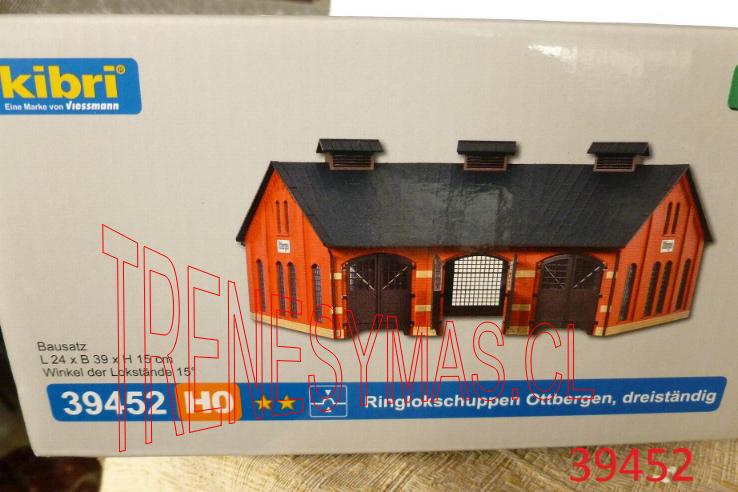 kibri®
Eine Marke von Viessmann
Ottbergen
Ottbergen
TRENESYMAS.CL
Bausatz
L 24 x B 39 x H 15 cm
Winkel der Lokstände 15°
39452 H0 Ringlokschuppen Ottbergen, dreiständig
39452